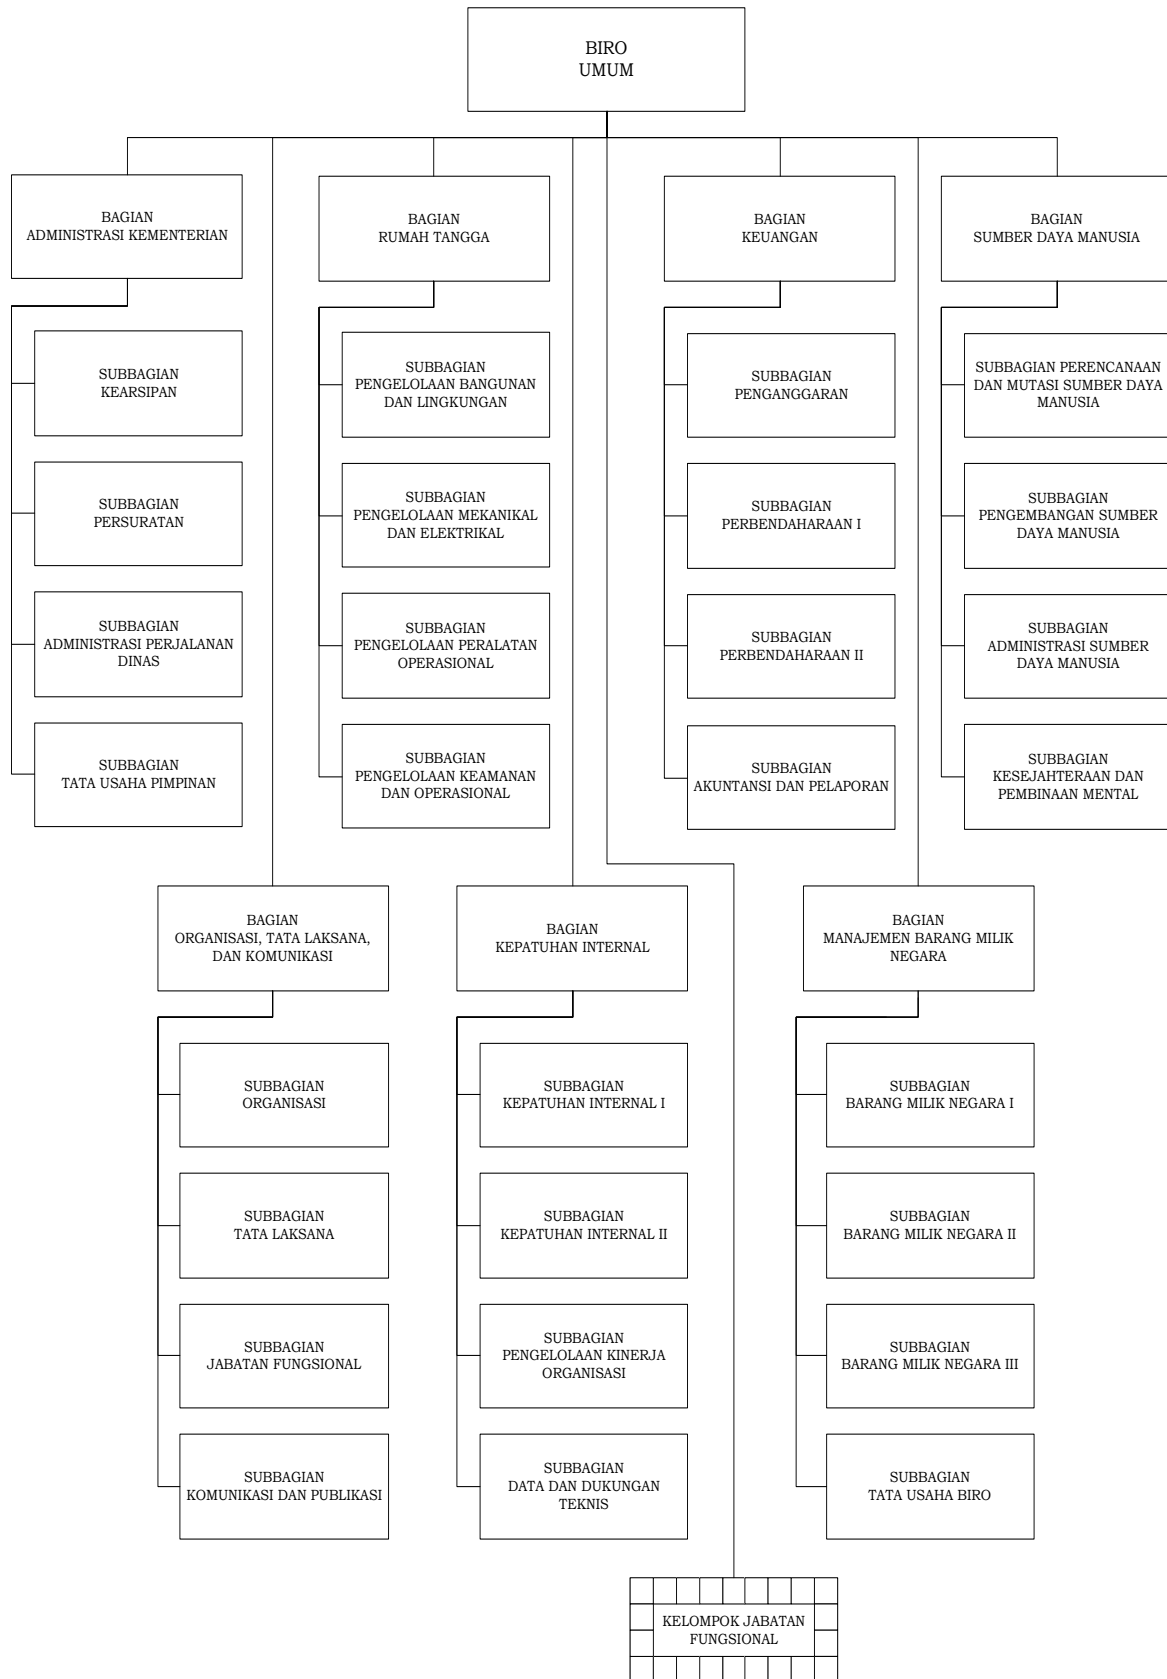 BIRO
UMUM
BAGIAN
ADMINISTRASI KEMENTERIAN
BAGIAN
RUMAH TANGGA
BAGIAN
KEUANGAN
BAGIAN
SUMBER DAYA MANUSIA
SUBBAGIAN
KEARSIPAN
SUBBAGIAN
PENGELOLAAN BANGUNAN
DAN LINGKUNGAN
SUBBAGIAN
PENGANGGARAN
SUBBAGIAN PERENCANAAN
DAN MUTASI SUMBER DAYA
MANUSIA
SUBBAGIAN
PERSURATAN
SUBBAGIAN
PENGELOLAAN MEKANIKAL
DAN ELEKTRIKAL
SUBBAGIAN
PERBENDAHARAAN I
SUBBAGIAN
PENGEMBANGAN SUMBER
DAYA MANUSIA
SUBBAGIAN
ADMINISTRASI PERJALANAN
DINAS
SUBBAGIAN
PENGELOLAAN PERALATAN
OPERASIONAL
SUBBAGIAN
PERBENDAHARAAN II
SUBBAGIAN
ADMINISTRASI SUMBER
DAYA MANUSIA
SUBBAGIAN
TATA USAHA PIMPINAN
SUBBAGIAN
PENGELOLAAN KEAMANAN
DAN OPERASIONAL
SUBBAGIAN
AKUNTANSI DAN PELAPORAN
SUBBAGIAN
KESEJAHTERAAN DAN
PEMBINAAN MENTAL
BAGIAN
ORGANISASI, TATA LAKSANA,
DAN KOMUNIKASI
BAGIAN
KEPATUHAN INTERNAL
BAGIAN
MANAJEMEN BARANG MILIK
NEGARA
SUBBAGIAN
ORGANISASI
SUBBAGIAN
KEPATUHAN INTERNAL I
SUBBAGIAN
BARANG MILIK NEGARA I
SUBBAGIAN
TATA LAKSANA
SUBBAGIAN
KEPATUHAN INTERNAL II
SUBBAGIAN
BARANG MILIK NEGARA II
SUBBAGIAN
JABATAN FUNGSIONAL
SUBBAGIAN
PENGELOLAAN KINERJA
ORGANISASI
SUBBAGIAN
BARANG MILIK NEGARA III
SUBBAGIAN
KOMUNIKASI DAN PUBLIKASI
SUBBAGIAN
DATA DAN DUKUNGAN
TEKNIS
SUBBAGIAN
TATA USAHA BIRO
KELOMPOK JABATAN
FUNGSIONAL